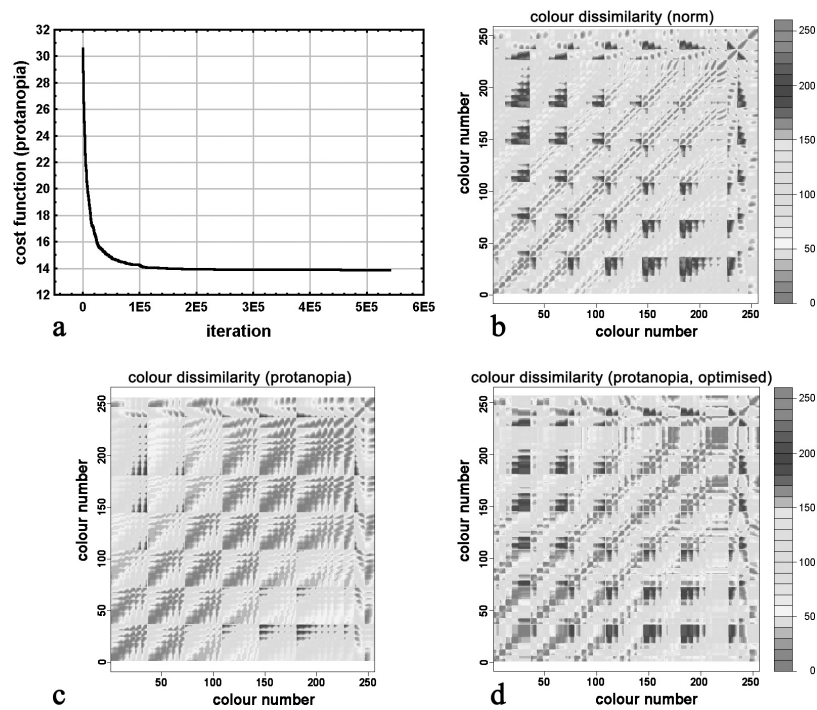 32
30
28
26
24
22
20
18
16
14
12
cost function (protanopia)
0 1E5 2E5 3E5 4E5 5E5 6E5
iteration
a
colour dissimilarity (norm)
250
200
150
100
50
0
colour number
50 100 150 200 250
colour number
250
200
150
100
50
0
b
colour dissimilarity (protanopia)
250
200
150
100
50
0
colour number
50 100 150 200 250
colour number
c
colour dissimilarity (protanopia, optimised)
250
200
150
100
50
0
colour number
50 100 150 200 250
colour number
250
200
150
100
50
0
d